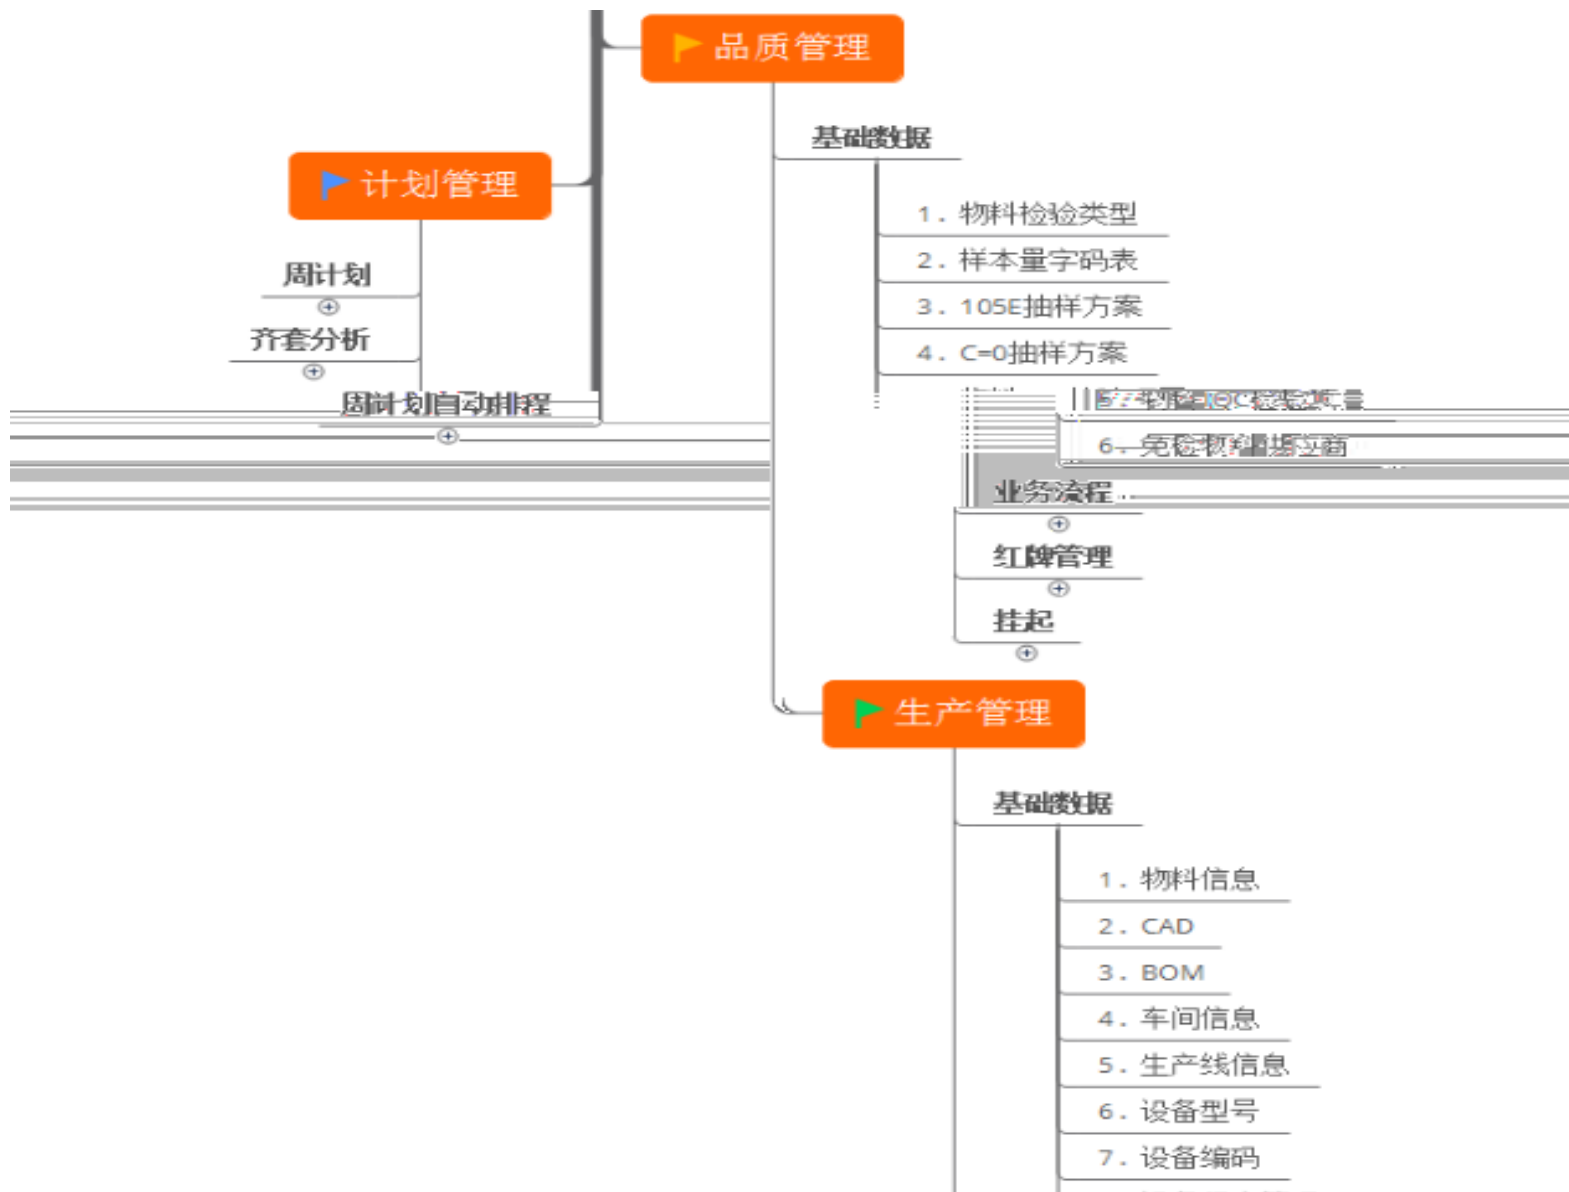 品质管理
基础数据
1. 物料检验类型
2. 样本量字码表
3. 105E抽样方案
4. C=0抽样方案
计划管理
周计划
齐套分析
周计划自动排程
6. 免检物料
业务流程
红牌管理
挂起
生产管理
基础数据
1. 物料信息
2. CAD
3. BOM
4. 车间信息
5. 生产线信息
6. 设备型号
7. 设备编码